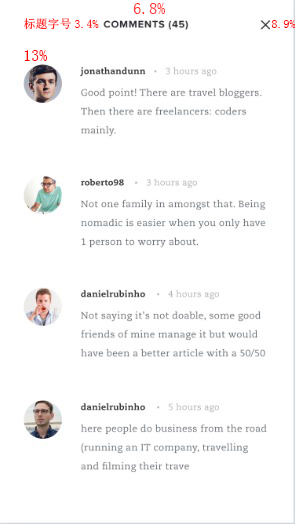 6.8%
标题字号 3.4% COMMENTS (45) 8.9%
13%
jonathandunn • 3 hours ago
Good point! There are travel bloggers.
Then there are freelancers: coders
mainly.
roberto98 • 3 hours ago
Not one family in amongst that. Being
nomadic is easier when you only have
1 person to worry about.
danielrubinho • 4 hours ago
Not saying it's not doable, some good
friends of mine manage it but would
have been a better article with a 50/50
danielrubinho • 5 hours ago
here people do business from the road
(running an IT company, travelling
and filming their trave